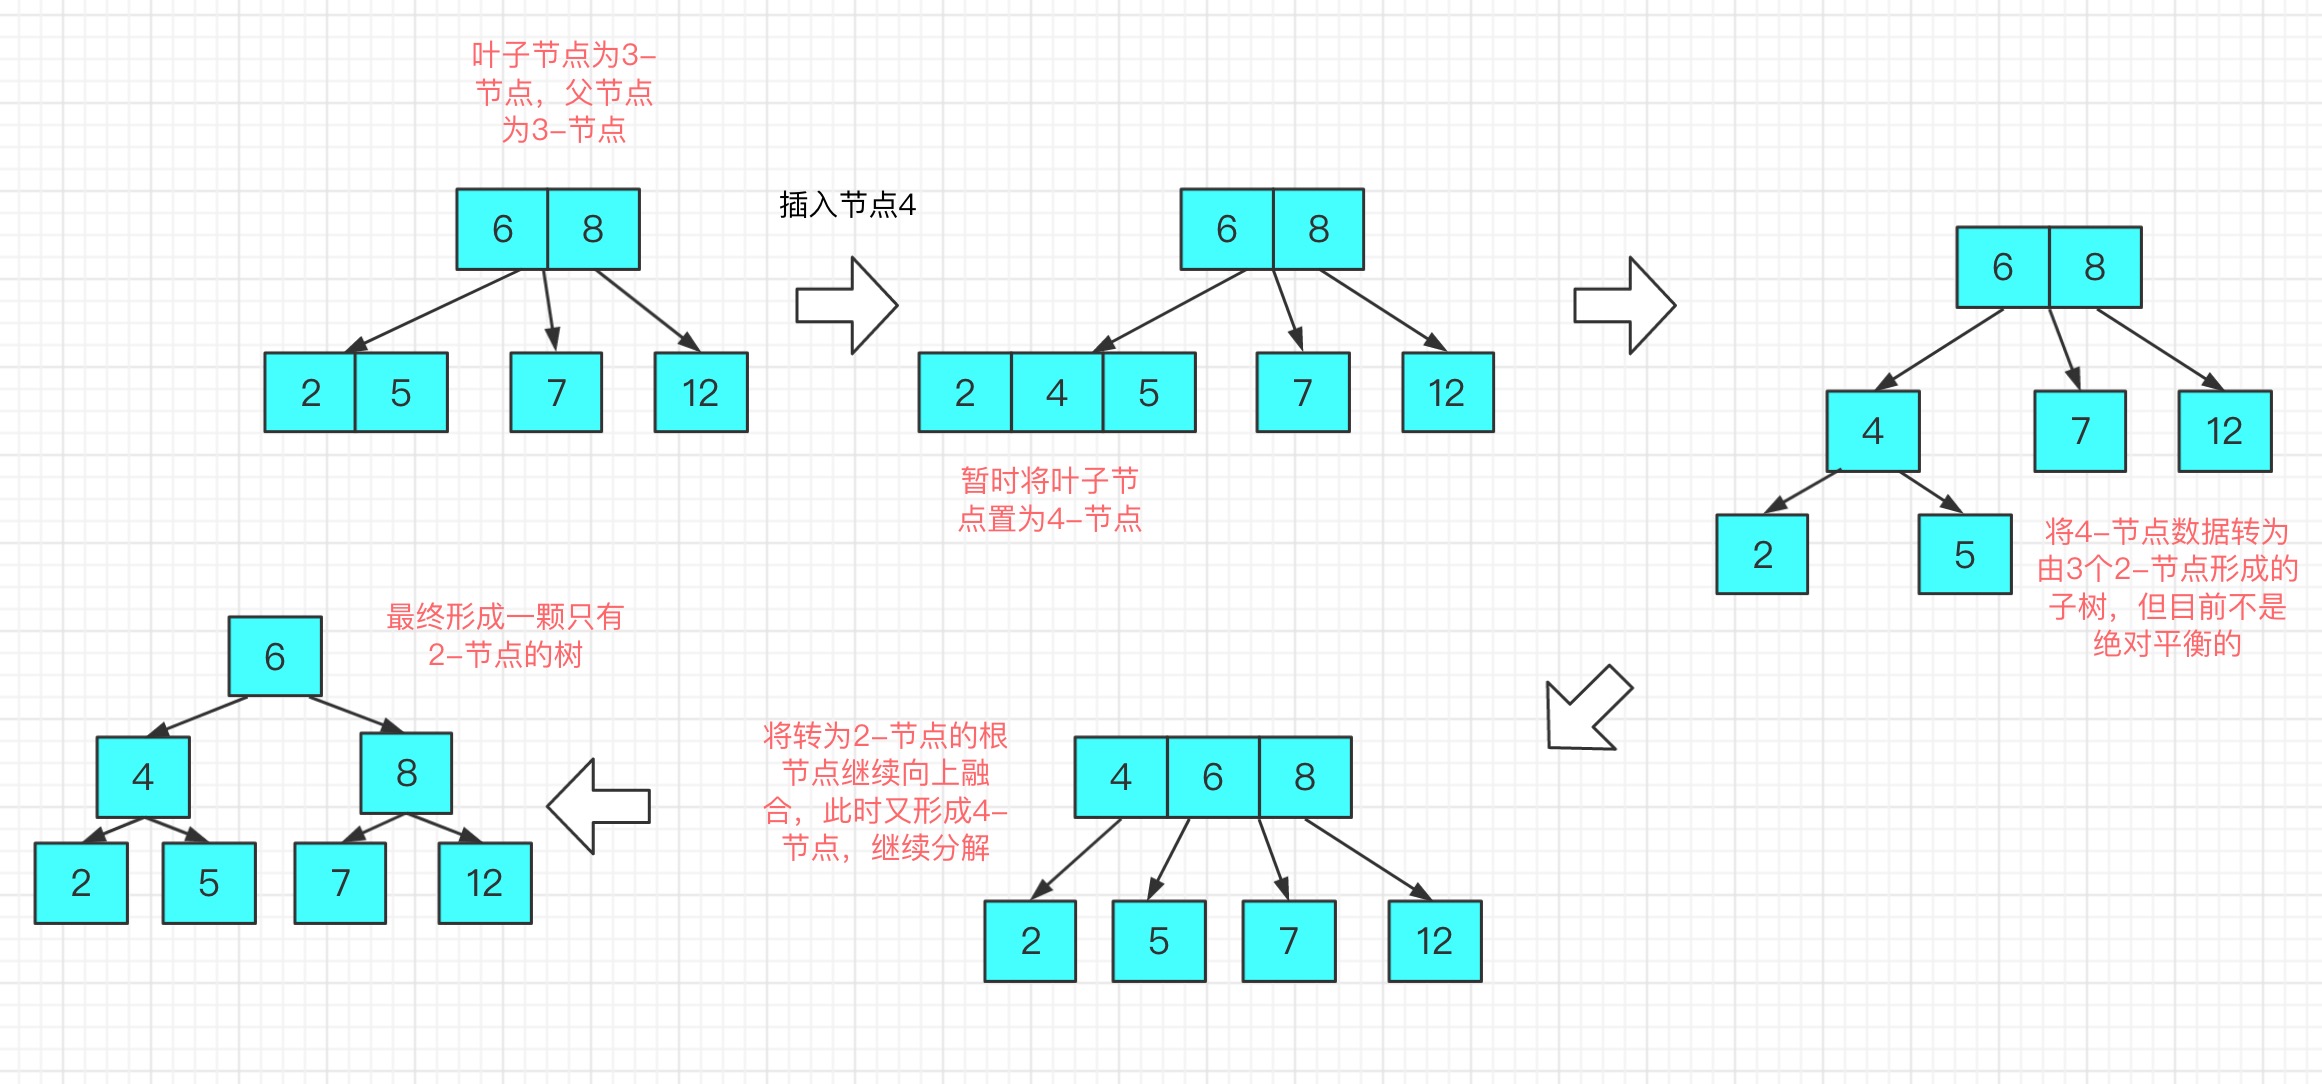 叶子节点为3-
节点，父节点
为3-节点
6 8
2 5 7 12
插入节点4
6 8
2 4 5 7 12
暂时将叶子节
点置为4-节点
6 8
4 7 12
2 5
将4-节点数据转为
由3个2-节点形成的
子树，但目前不是
绝对平衡的
将转为2-节点的根
节点继续向上融
合，此时又形成4-
节点，继续分解
4 6 8
2 5 7 12
最终形成一颗只有
2-节点的树
6
4 8
2 5 7 12